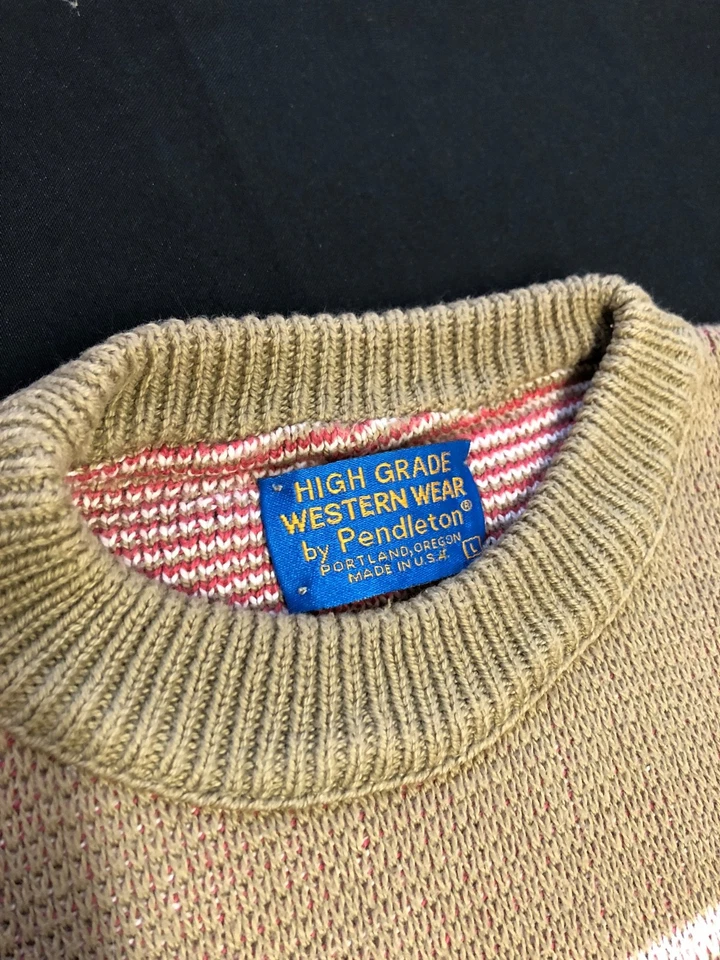 HIGH GRADE
WESTERN WEAR
by Pendleton®
PORTLAND, OREGON
MADE IN U.S.A. L